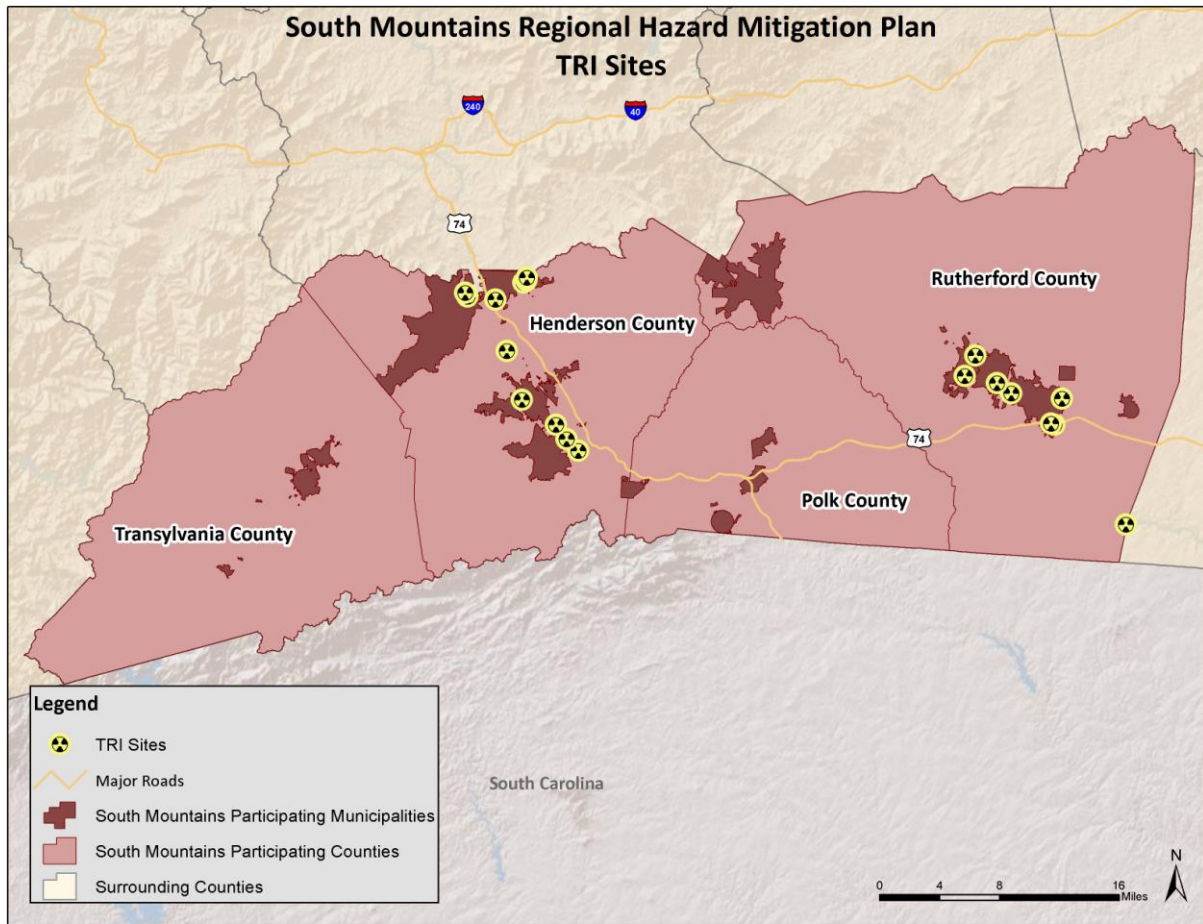 South Mountains Regional Hazard Mitigation Plan
TRI Sites
240
40
74
Rutherford County
Henderson County
74
Polk County
Transylvania County
Legend
TRI Sites
Major Roads
South Mountains Participating Municipalities
South Mountains Participating Counties
Surrounding Counties
South Carolina
N
0 4 8 16
Miles